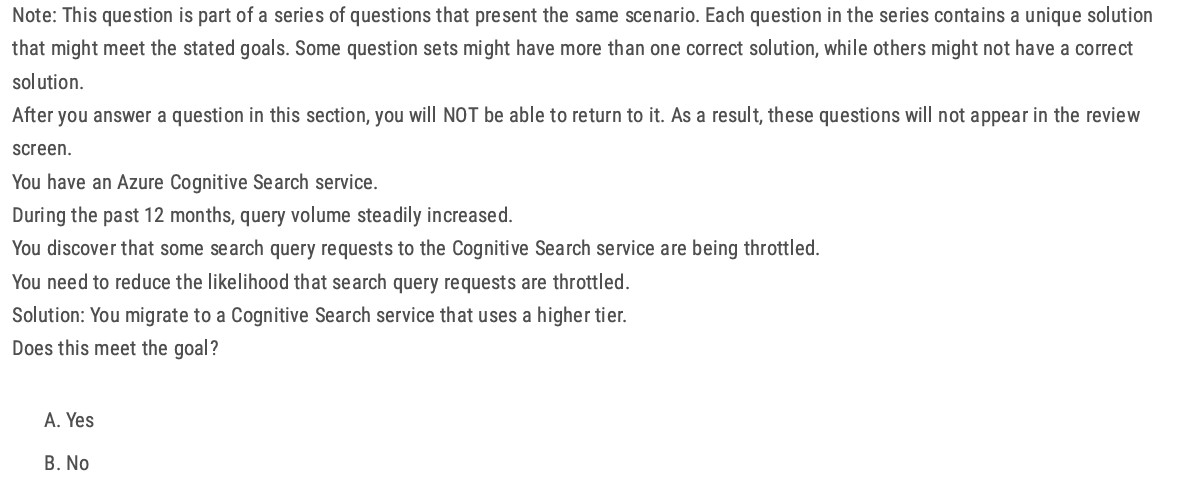 Note: This question is part of a series of questions that present the same scenario. Each question in the series contains a unique solution
that might meet the stated goals. Some question sets might have more than one correct solution, while others might not have a correct
solution.
After you answer a question in this section, you will NOT be able to return to it. As a result, these questions will not appear in the review
screen.
You have an Azure Cognitive Search service.
During the past 12 months, query volume steadily increased.
You discover that some search query requests to the Cognitive Search service are being throttled.
You need to reduce the likelihood that search query requests are throttled.
Solution: You migrate to a Cognitive Search service that uses a higher tier.
Does this meet the goal?
A. Yes
B. No